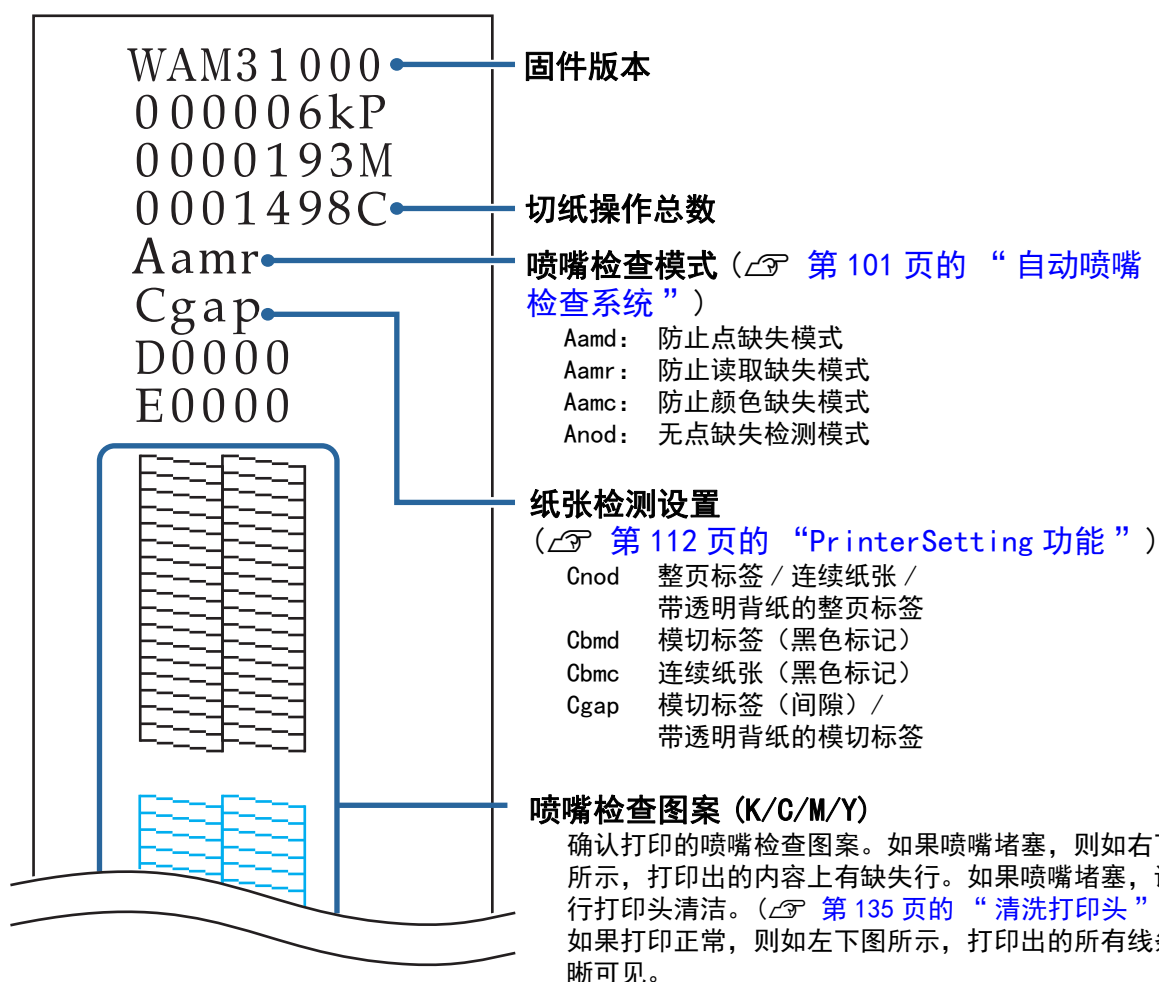 WAM31000
000006kP
0000193M
0001498C
Aamr
Cgap
D0000
E0000
固件版本
切纸操作总数
喷嘴检查模式（ 第 101 页的 “ 自动喷嘴
检查系统 ”）
Aamd： 防止点缺失模式
Aamr： 防止读取缺失模式
Aamc： 防止颜色缺失模式
Anod： 无点缺失检测模式
纸张检测设置
（ 第 112 页的 “PrinterSetting 功能 ”）
Cnod 整页标签 / 连续纸张 /
带透明背纸的整页标签
Cbmd 模切标签（黑色标记）
Cbmc 连续纸张（黑色标记）
Cgap 模切标签（间隙）/
带透明背纸的模切标签
喷嘴检查图案 (K/C/M/Y)
确认打印的喷嘴检查图案。如果喷嘴堵塞，则如右
所示，打印出的内容上有缺失行。如果喷嘴堵塞，
行打印头清洁。（ 第 135 页的 “ 清洗打印头 ”
如果打印正常，则如左下图所示，打印出的所有线
晰可见。